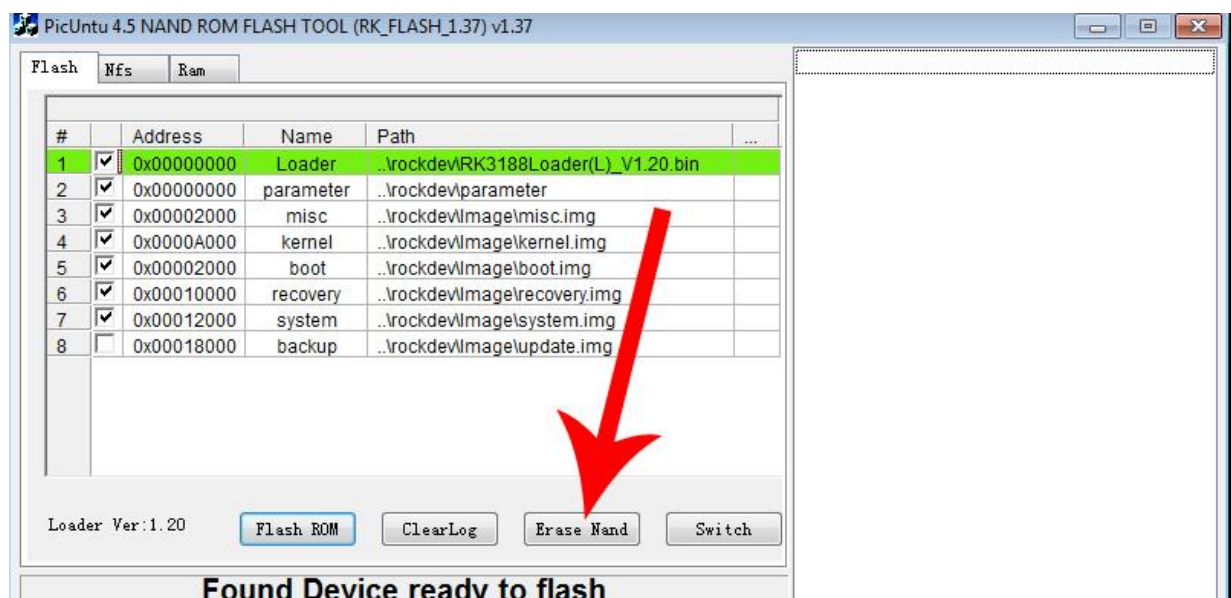 PicUntu 4.5 NAND ROM FLASH TOOL (RK_FLASH_1.37) v1.37
Flash Nfs Ram
# Address Name Path ...
1 0x00000000 Loader ..\rockdev\RK3188Loader(L)_V1.20.bin
2 0x00000000 parameter ..\rockdev\parameter
3 0x00002000 misc ..\rockdev\Image\misc.img
4 0x0000A000 kernel ..\rockdev\Image\kernel.img
5 0x00002000 boot ..\rockdev\Image\boot.img
6 0x00010000 recovery ..\rockdev\Image\recovery.img
7 0x00012000 system ..\rockdev\Image\system.img
8 0x00018000 backup ..\rockdev\Image\update.img
Loader Ver:1.20 Flash ROM ClearLog Erase Nand Switch
Found Device ready to flash